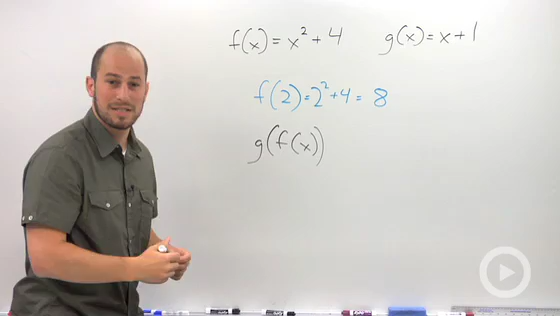 f(x) = x² + 4 g(x) = x + 1
f(2) = 2² + 4 = 8
g(f(x))